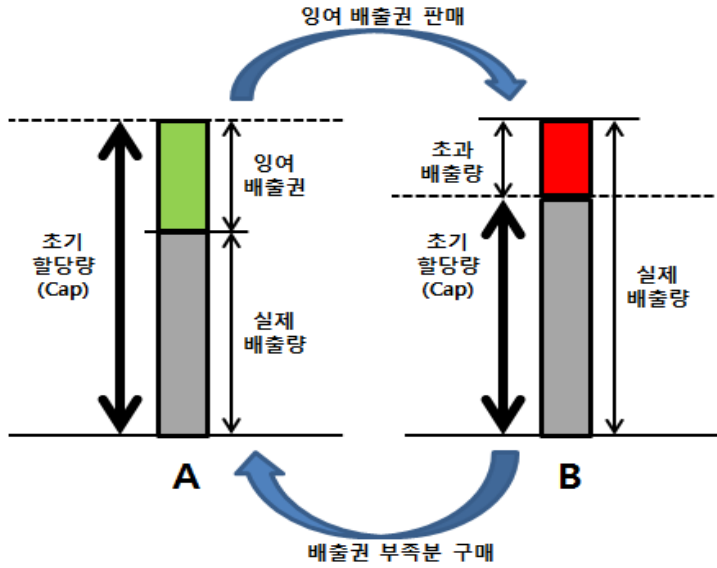 잉여 배출권 판매
잉여
배출권
초기
할당량
(Cap)
실제
배출량
A
초과
배출량
초기
할당량
(Cap)
실제
배출량
B
배출권 부족분 구매